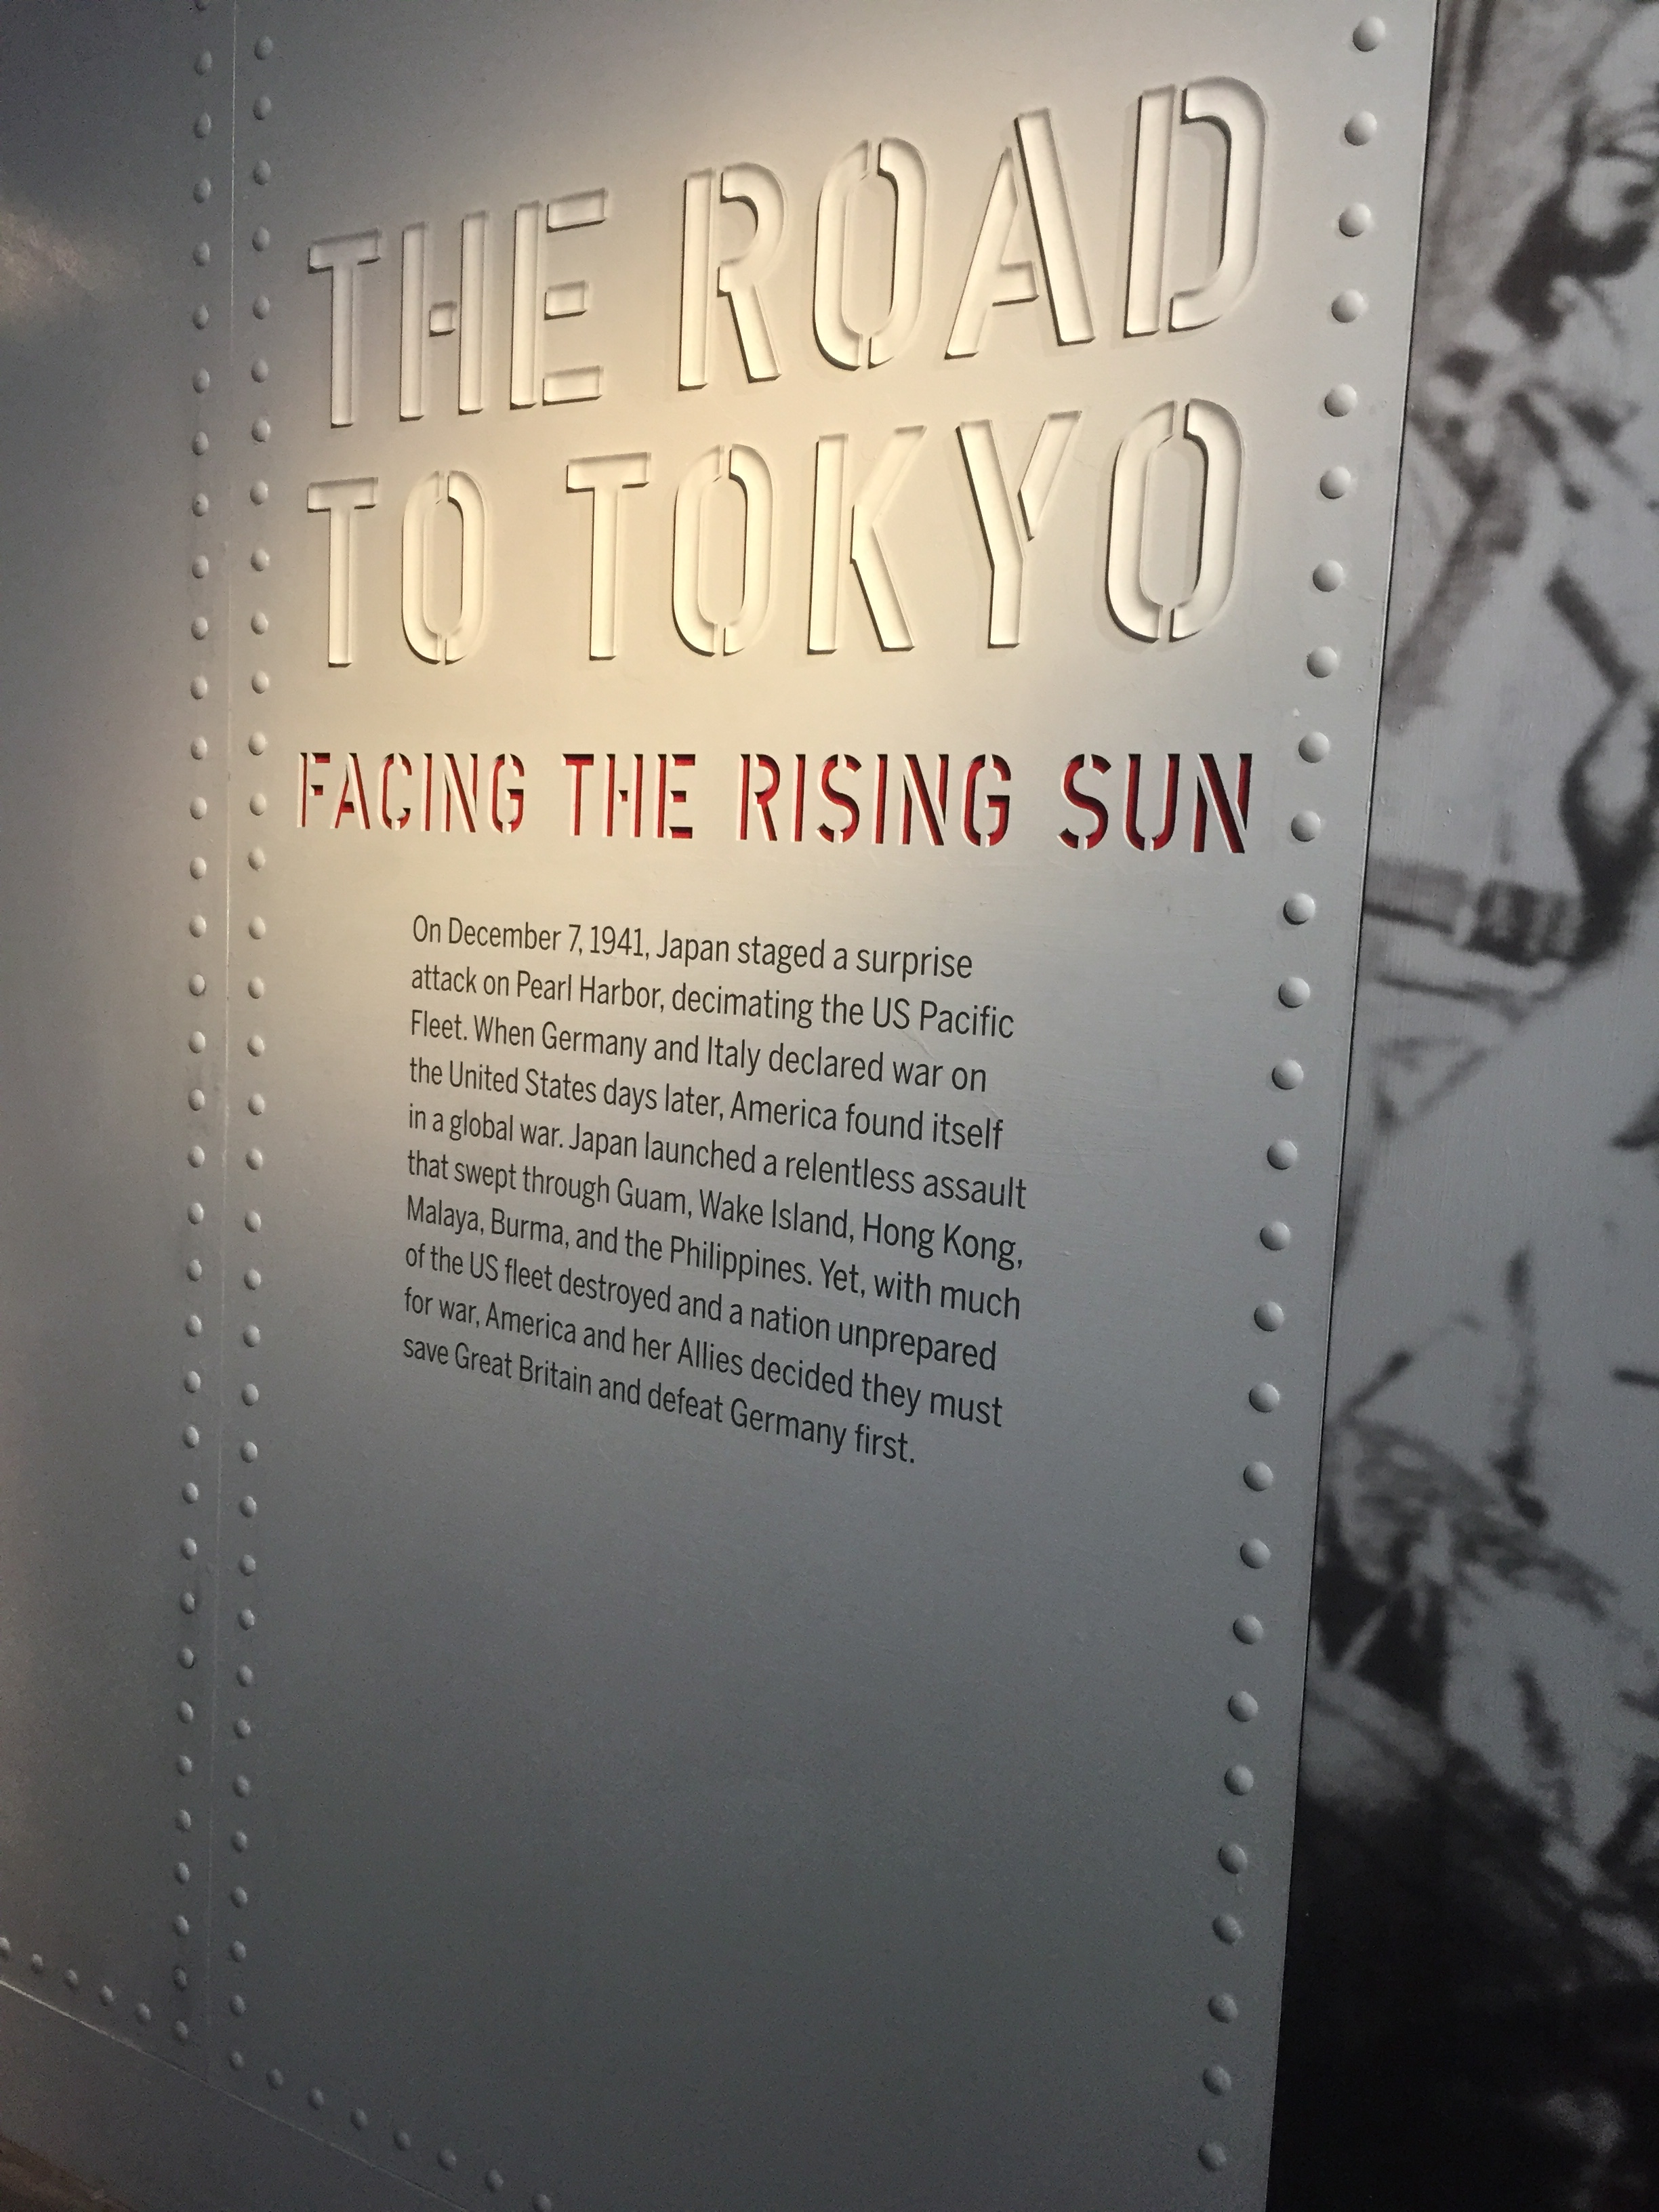 THE ROAD
TO TOKYO
FACING THE RISING SUN
On December 7, 1941, Japan staged a surprise
attack on Pearl Harbor, decimating the US Pacific
Fleet. When Germany and Italy declared war on
the United States days later, America found itself
in a global war. Japan launched a relentless assault
that swept through Guam, Wake Island, Hong Kong,
Malaya, Burma, and the Philippines. Yet, with much
of the US fleet destroyed and a nation unprepared
for war, America and her Allies decided they must
save Great Britain and defeat Germany first.